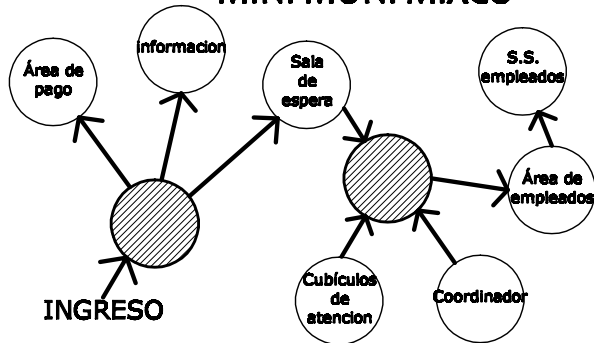 informacion
Área de
pago
Sala
de
espera
S.S.
empleados
Área de
empleados
Cubículos
de
atencion
Coordinador
INGRESO